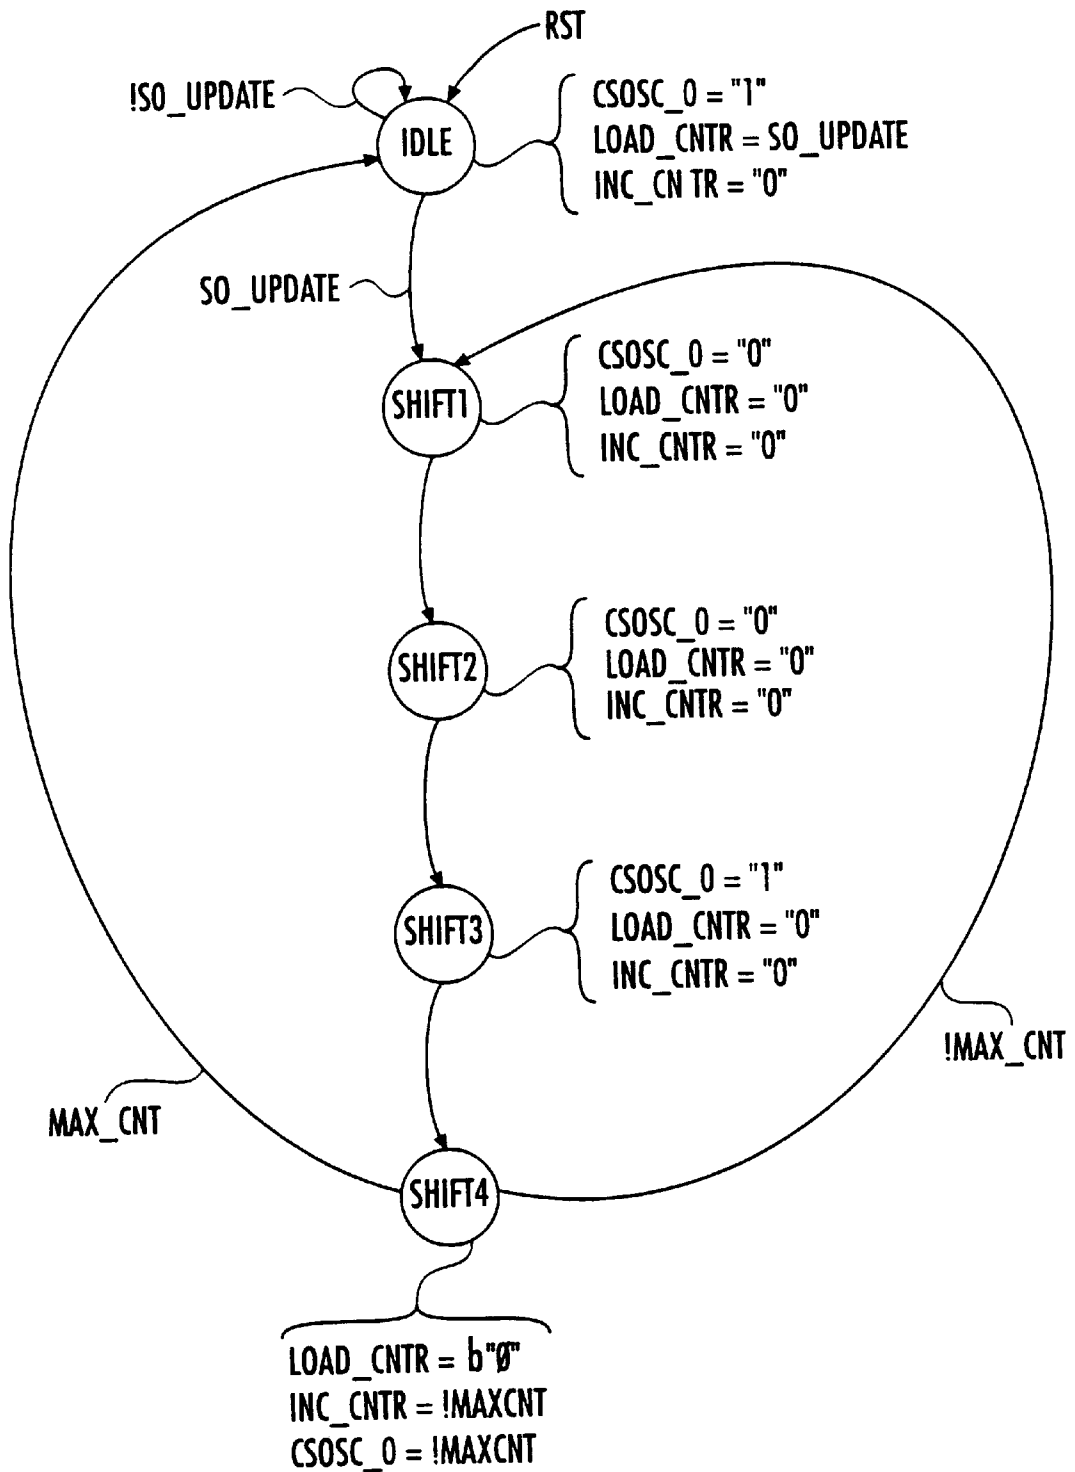 RST
!SO_UPDATE
IDLE
CSOSC_0 = "1"
LOAD_CNTR = SO_UPDATE
INC_CN TR = "0"
SO_UPDATE
SHIFT1
CSOSC_0 = "0"
LOAD_CNTR = "0"
INC_CNTR = "0"
SHIFT2
CSOSC_0 = "0"
LOAD_CNTR = "0"
INC_CNTR = "0"
SHIFT3
CSOSC_0 = "1"
LOAD_CNTR = "0"
INC_CNTR = "0"
!MAX_CNT
MAX_CNT
SHIFT4
LOAD_CNTR = b"Ø"
INC_CNTR = !MAXCNT
CSOSC_0 = !MAXCNT